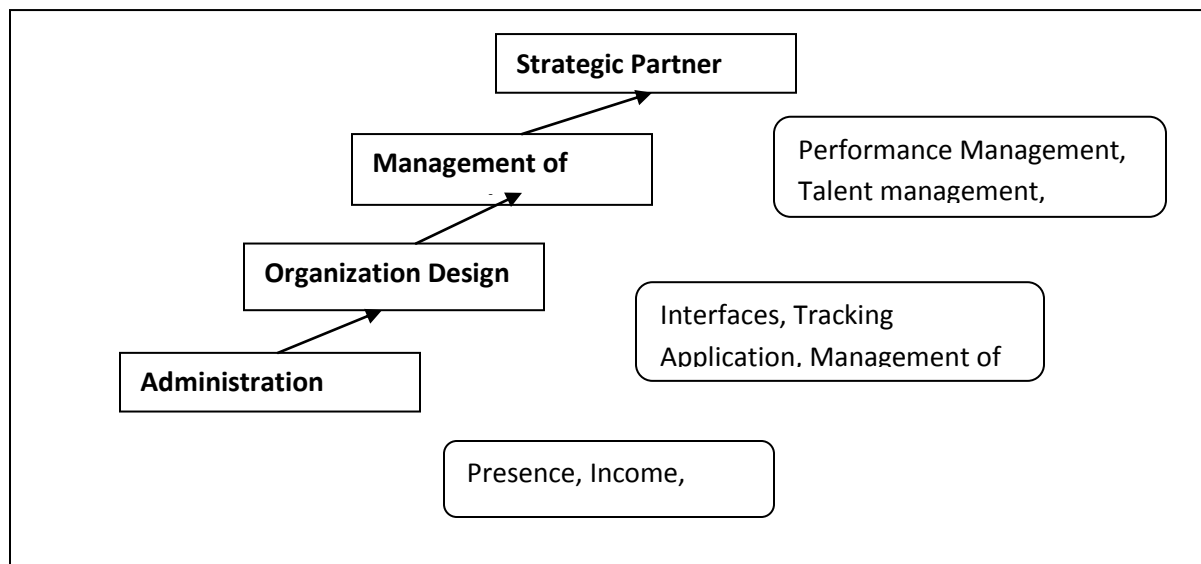 Strategic Partner
Management of
Performance Management,
Talent management,
Organization Design
Interfaces, Tracking
Application, Management of
Administration
Presence, Income,